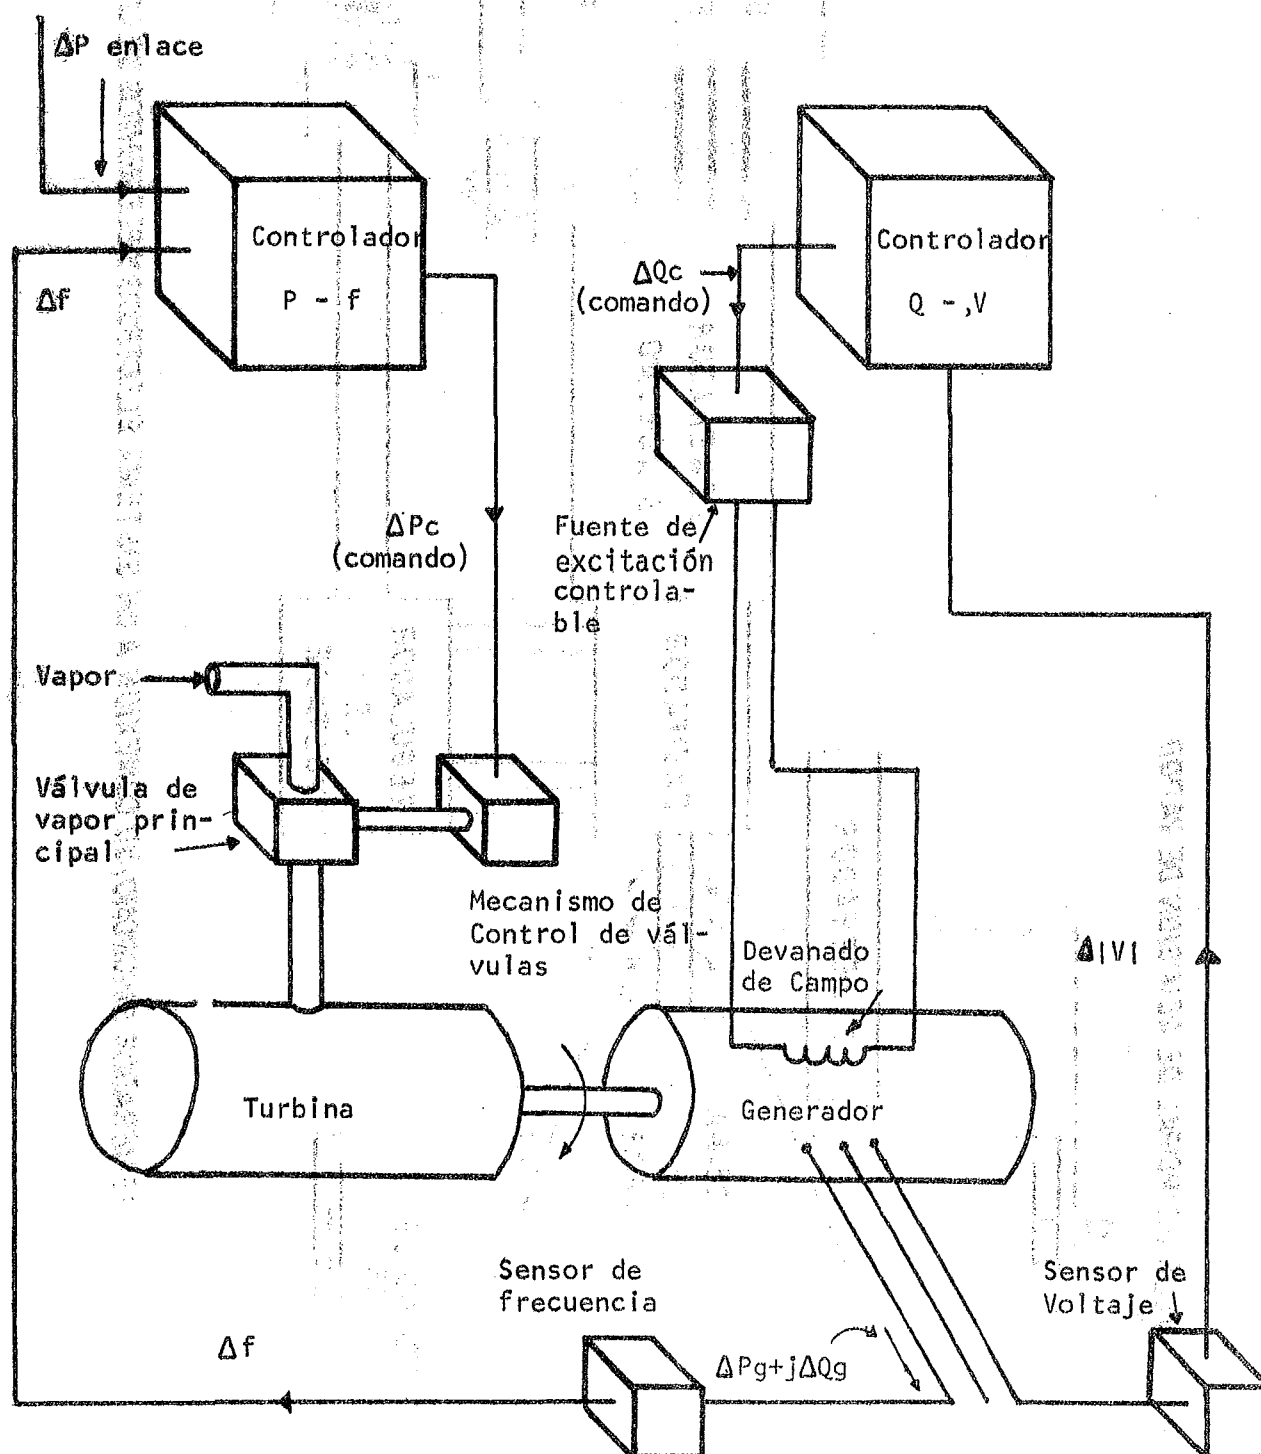 ΔP enlace
Controlador
P - f
Δf
Controlador
Q -,V
ΔQc
(comando)
Fuente de
excitación
controla-
ble
ΔPc
(comando)
Vapor
Válvula de
vapor prin-
cipal
Mecanismo de
Control de vál-
vulas
Devanado
de Campo
Δ|V|
Turbina
Generador
Sensor de
frecuencia
Sensor de
Voltaje
Δf
ΔPg+jΔQg